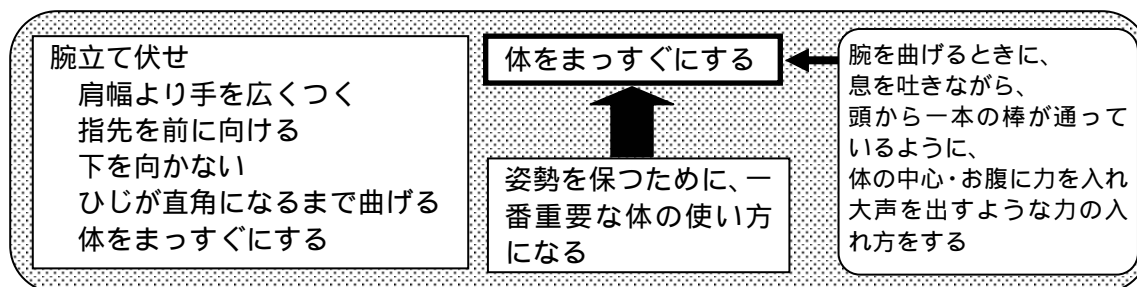 腕立て伏せ
肩幅より手を広くつく
指先を前に向ける
下を向かない
ひじが直角になるまで曲げる
体をまっすぐにする
体をまっすぐにする
姿勢を保つために、一
番重要な体の使い方
になる
腕を曲げるときに、
息を吐きながら、
頭から一本の棒が通って
いるように、
体の中心・お腹に力を入れ
大声を出すような力の入
れ方をする